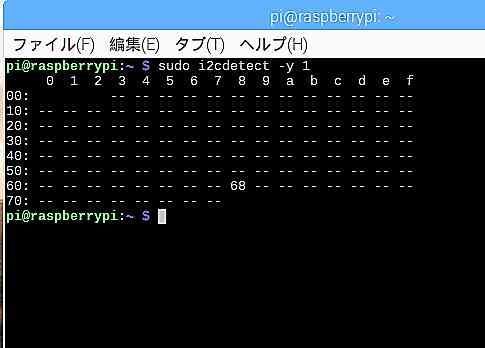 pi@raspberrypi: ~
ファイル(F) 編集(E) タブ(T) ヘルプ(H)
pi@raspberrypi:~ $ sudo i2cdetect -y 1
     0  1  2  3  4  5  6  7  8  9  a  b  c  d  e  f
00:          -- -- -- -- -- -- -- -- -- -- -- -- --
10: -- -- -- -- -- -- -- -- -- -- -- -- -- -- -- --
20: -- -- -- -- -- -- -- -- -- -- -- -- -- -- -- --
30: -- -- -- -- -- -- -- -- -- -- -- -- -- -- -- --
40: -- -- -- -- -- -- -- -- -- -- -- -- -- -- -- --
50: -- -- -- -- -- -- -- -- -- -- -- -- -- -- -- --
60: -- -- -- -- -- -- -- -- 68 -- -- -- -- -- -- --
70: -- -- -- -- -- -- -- --
pi@raspberrypi:~ $